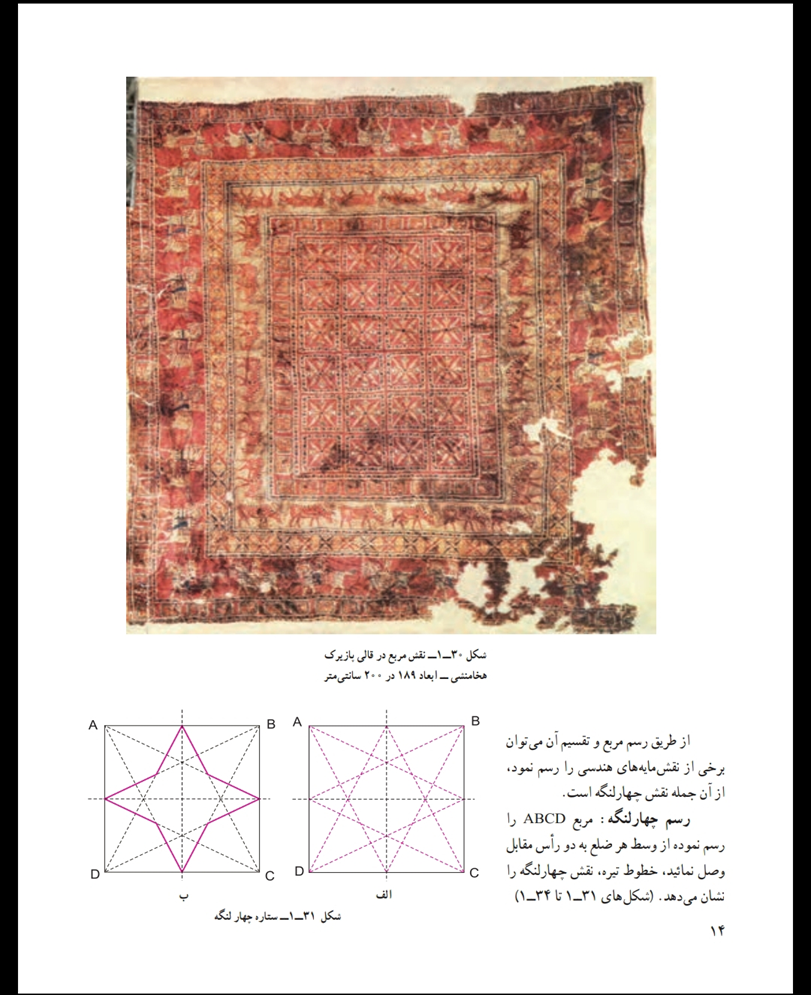 شکل ۳۰ــ۱ــ نقش مربع در قالی پازیرک
هخامنشی ــ ابعاد ۱۸۹ در ۲۰۰ سانتی‌متر
از طریق رسم مربع و تقسیم آن می‌توان
برخی از نقش‌مایه‌های هندسی را رسم نمود،
از آن جمله نقش چهارلنگه است.
رسم چهارلنگه : مربع ABCD را
رسم نموده از وسط هر ضلع به دو رأس مقابل
وصل نمائید، خطوط تیره، نقش چهارلنگه را
نشان می‌دهد. (شکل‌های ۳۱ــ۱ تا ۳۴ــ۱)
A B
D C
الف
A B
D C
ب
شکل ۳۱ــ۱ــ ستاره چهار لنگه
۱۴